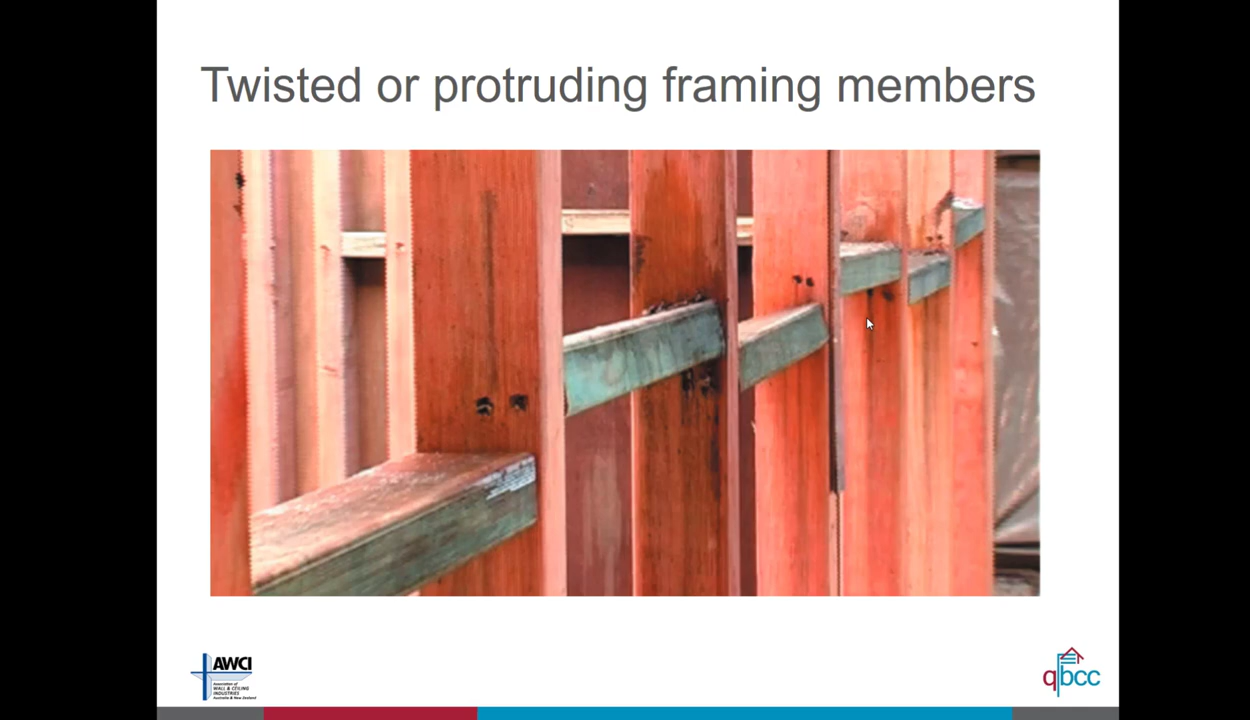 Twisted or protruding framing members
AWCI
Association of
WALL & CEILING
INDUSTRIES
Australia & New Zealand
qbcc